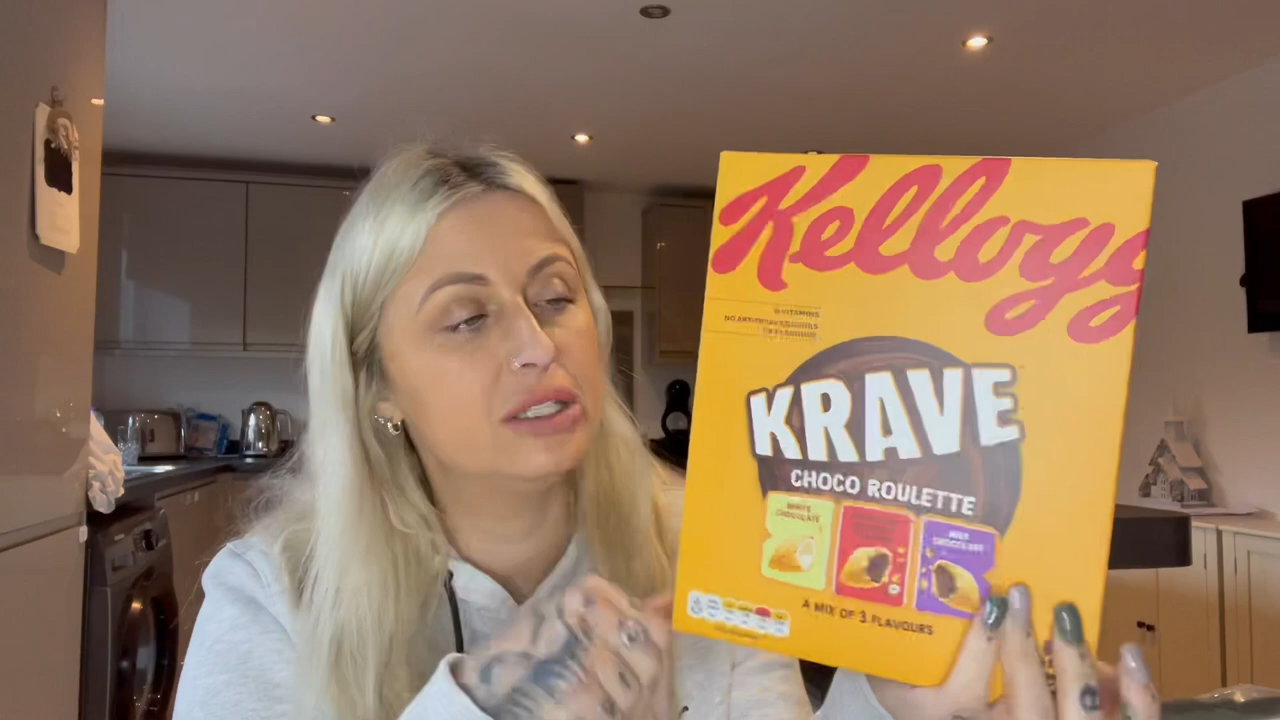 Kellogg
VITAMINS
KRAVE
CHOCO ROULETTE
WHITE
CHOCOLATE
MILK
CHOCOLATE
A MIX OF 3 FLAVOURS